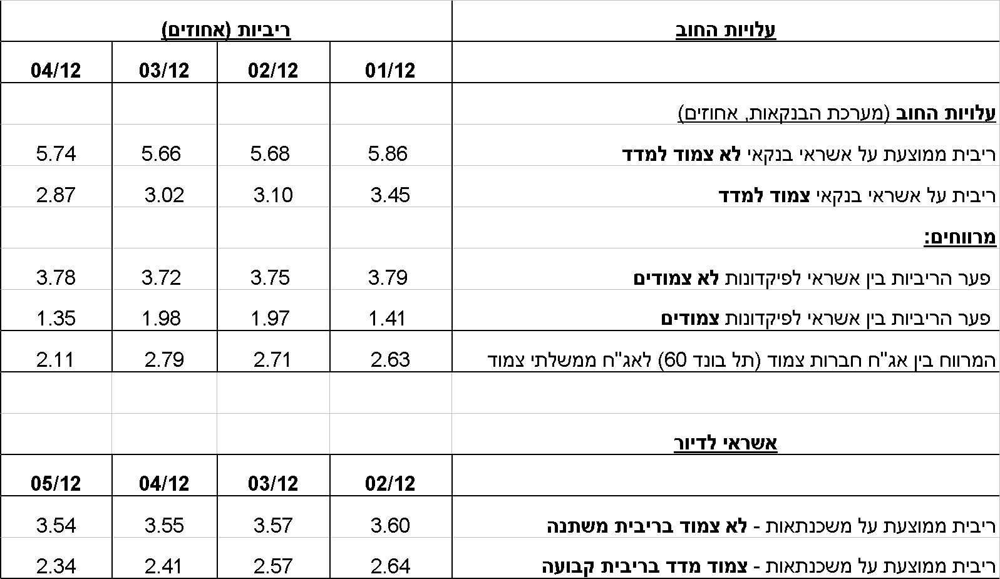 עלויות החוב ריביות (אחוזים)
01/12 02/12 03/12 04/12
עלויות החוב (מערכת הבנקאות, אחוזים)
ריבית ממוצעת על אשראי בנקאי לא צמוד למדד 5.86 5.68 5.66 5.74
ריבית על אשראי בנקאי צמוד למדד 3.45 3.10 3.02 2.87
מרווחים:
פער הריביות בין אשראי לפיקדונות לא צמודים 3.79 3.75 3.72 3.78
פער הריביות בין אשראי לפיקדונות צמודים 1.41 1.97 1.98 1.35
המרווח בין אג"ח חברות צמוד (תל בונד 60) לאג"ח ממשלתי צמוד 2.63 2.71 2.79 2.11
אשראי לדיור
02/12 03/12 04/12 05/12
ריבית ממוצעת על משכנתאות - לא צמוד בריבית משתנה 3.60 3.57 3.55 3.54
ריבית ממוצעת על משכנתאות - צמוד מדד בריבית קבועה 2.64 2.57 2.41 2.34